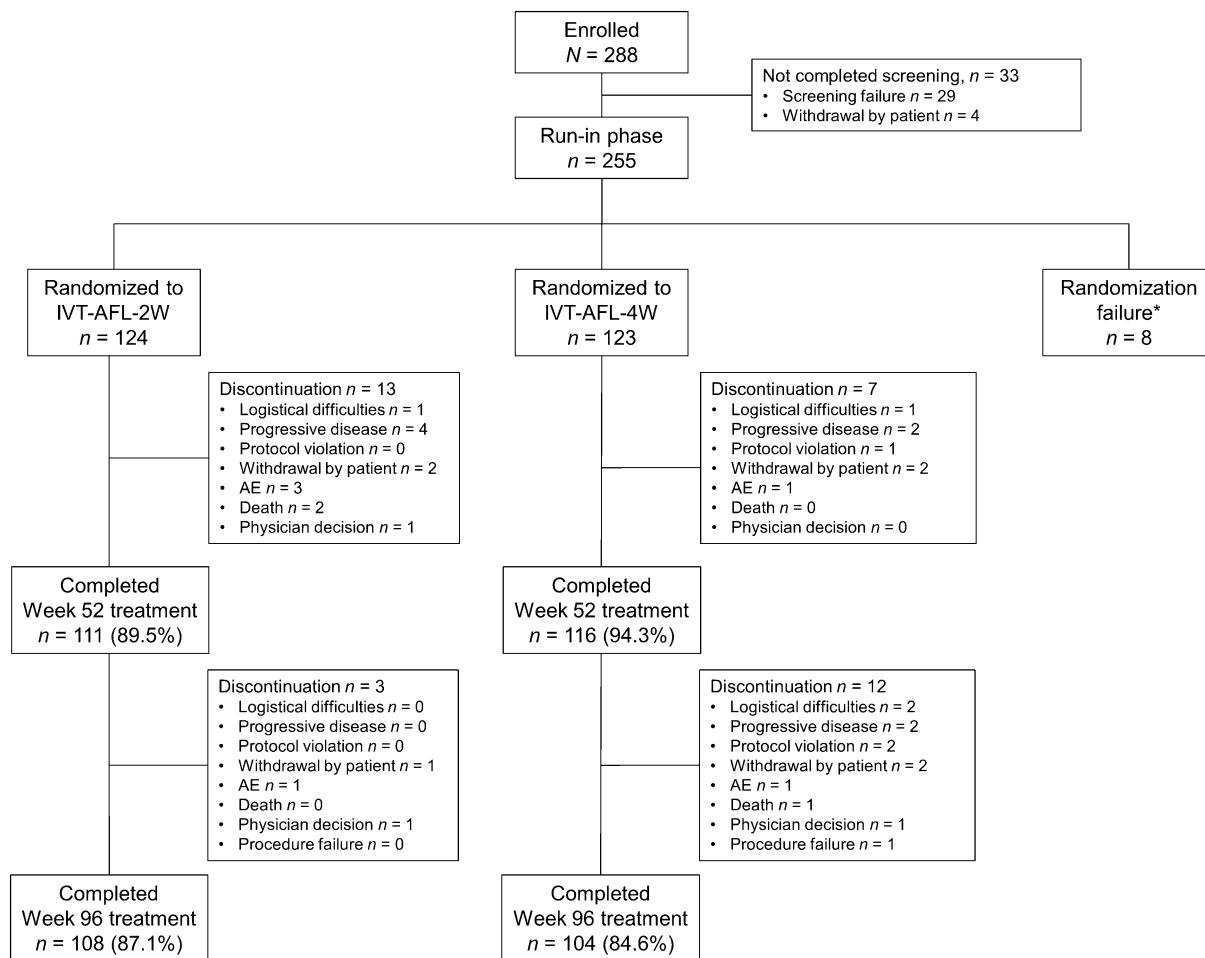 Enrolled
N = 288
Not completed screening, n = 33
• Screening failure n = 29
• Withdrawal by patient n = 4
Run-in phase
n = 255
Randomized to
IVT-AFL-2W
n = 124
Randomized to
IVT-AFL-4W
n = 123
Randomization
failure*
n = 8
Discontinuation n = 13
• Logistical difficulties n = 1
• Progressive disease n = 4
• Protocol violation n = 0
• Withdrawal by patient n = 2
• AE n = 3
• Death n = 2
• Physician decision n = 1
Discontinuation n = 7
• Logistical difficulties n = 1
• Progressive disease n = 2
• Protocol violation n = 1
• Withdrawal by patient n = 2
• AE n = 1
• Death n = 0
• Physician decision n = 0
Completed
Week 52 treatment
n = 111 (89.5%)
Completed
Week 52 treatment
n = 116 (94.3%)
Discontinuation n = 3
• Logistical difficulties n = 0
• Progressive disease n = 0
• Protocol violation n = 0
• Withdrawal by patient n = 1
• AE n = 1
• Death n = 0
• Physician decision n = 1
• Procedure failure n = 0
Discontinuation n = 12
• Logistical difficulties n = 2
• Progressive disease n = 2
• Protocol violation n = 2
• Withdrawal by patient n = 2
• AE n = 1
• Death n = 1
• Physician decision n = 1
• Procedure failure n = 1
Completed
Week 96 treatment
n = 108 (87.1%)
Completed
Week 96 treatment
n = 104 (84.6%)